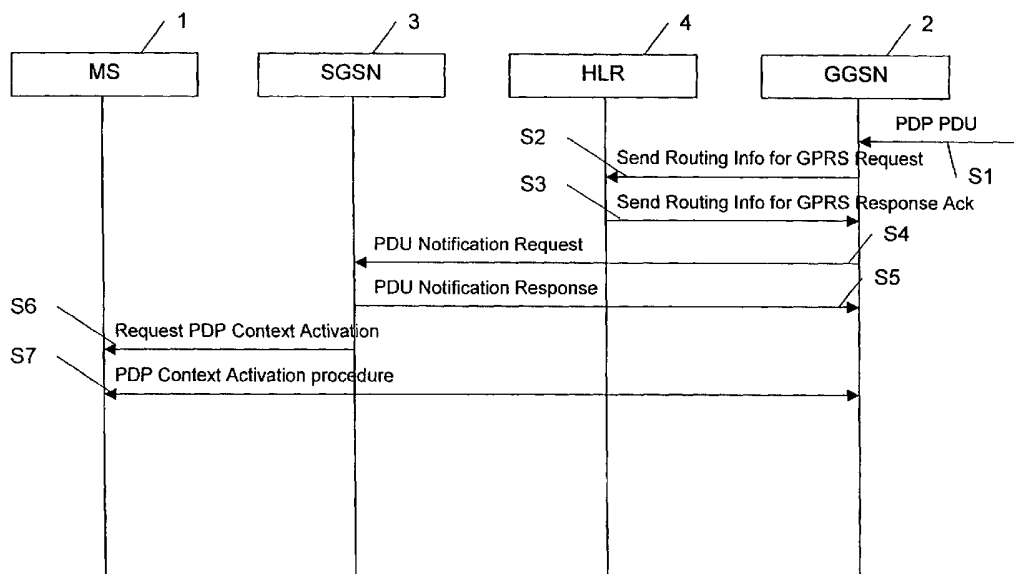 1
3
4
2
MS
SGSN
HLR
GGSN
PDP PDU
S2
Send Routing Info for GPRS Request
S1
S3
Send Routing Info for GPRS Response Ack
PDU Notification Request
S4
PDU Notification Response
S5
S6
Request PDP Context Activation
S7
PDP Context Activation procedure